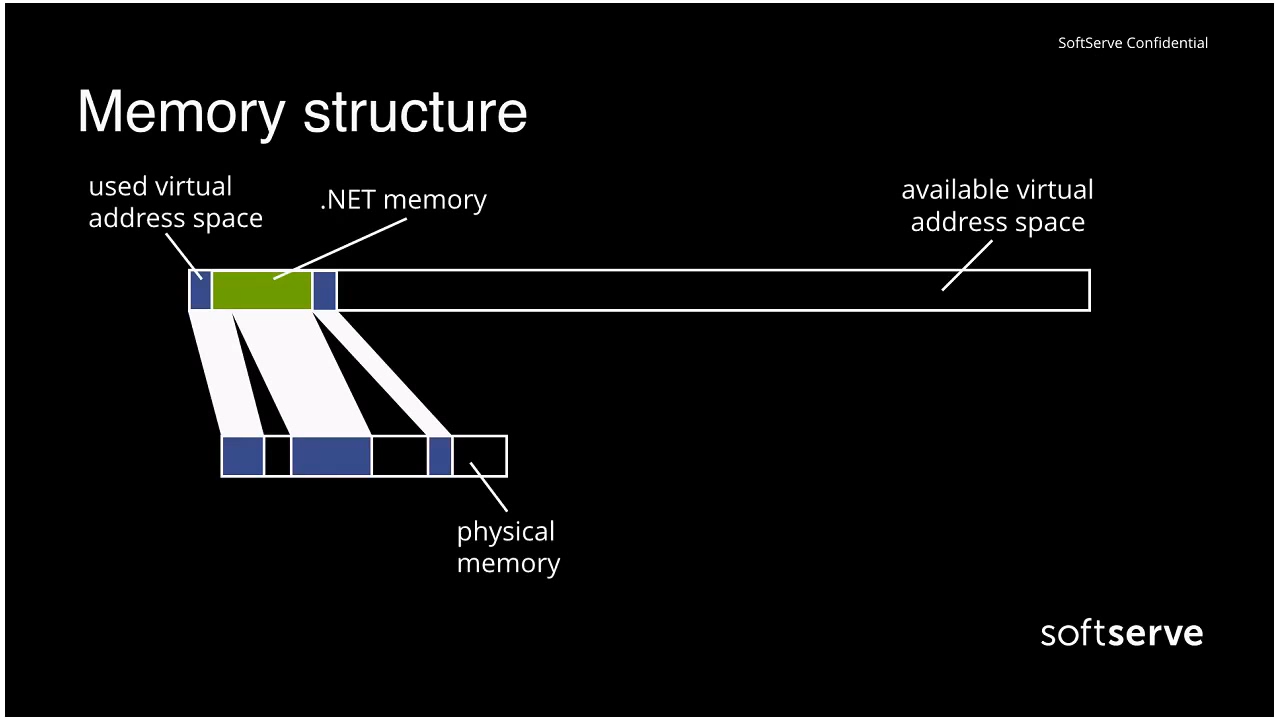 SoftServe Confidential
Memory structure
used virtual
address space
.NET memory
available virtual
address space
physical
memory
softserve